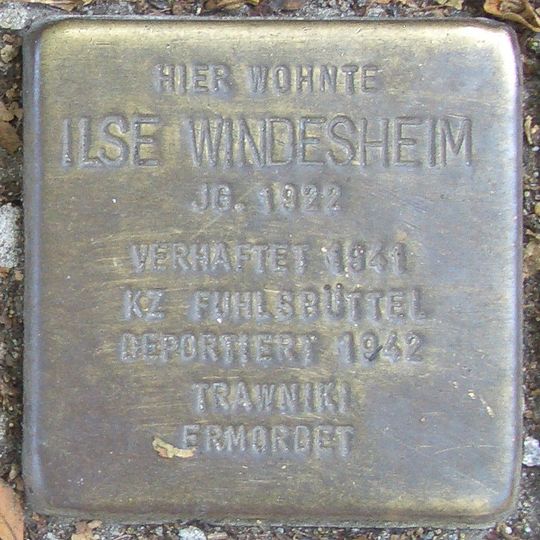 HIER WOHNTE
ILSE WINDESHEIM
JG. 1922
VERHAFTET 1941
KZ FUHLSBÜTTEL
DEPORTIERT 1942
TRAWNIKI
ERMORDET